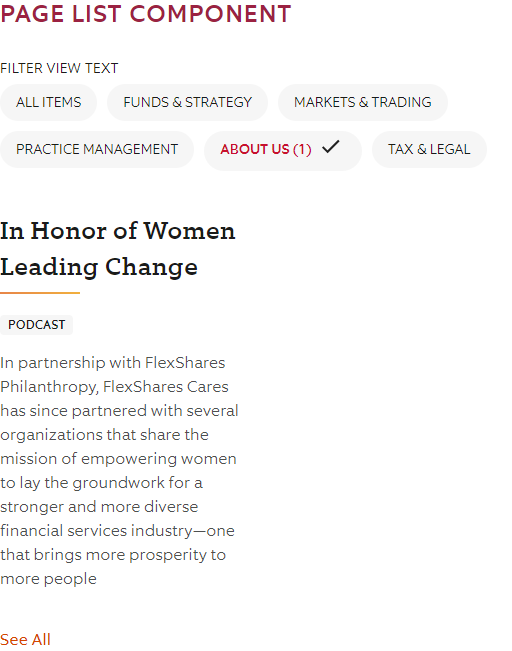 PAGE LIST COMPONENT
FILTER VIEW TEXT
ALL ITEMS FUNDS & STRATEGY MARKETS & TRADING
PRACTICE MANAGEMENT ABOUT US (1) TAX & LEGAL
In Honor of Women
Leading Change
PODCAST
In partnership with FlexShares
Philanthropy, FlexShares Cares
has since partnered with several
organizations that share the
mission of empowering women
to lay the groundwork for a
stronger and more diverse
financial services industry—one
that brings more prosperity to
more people
See All